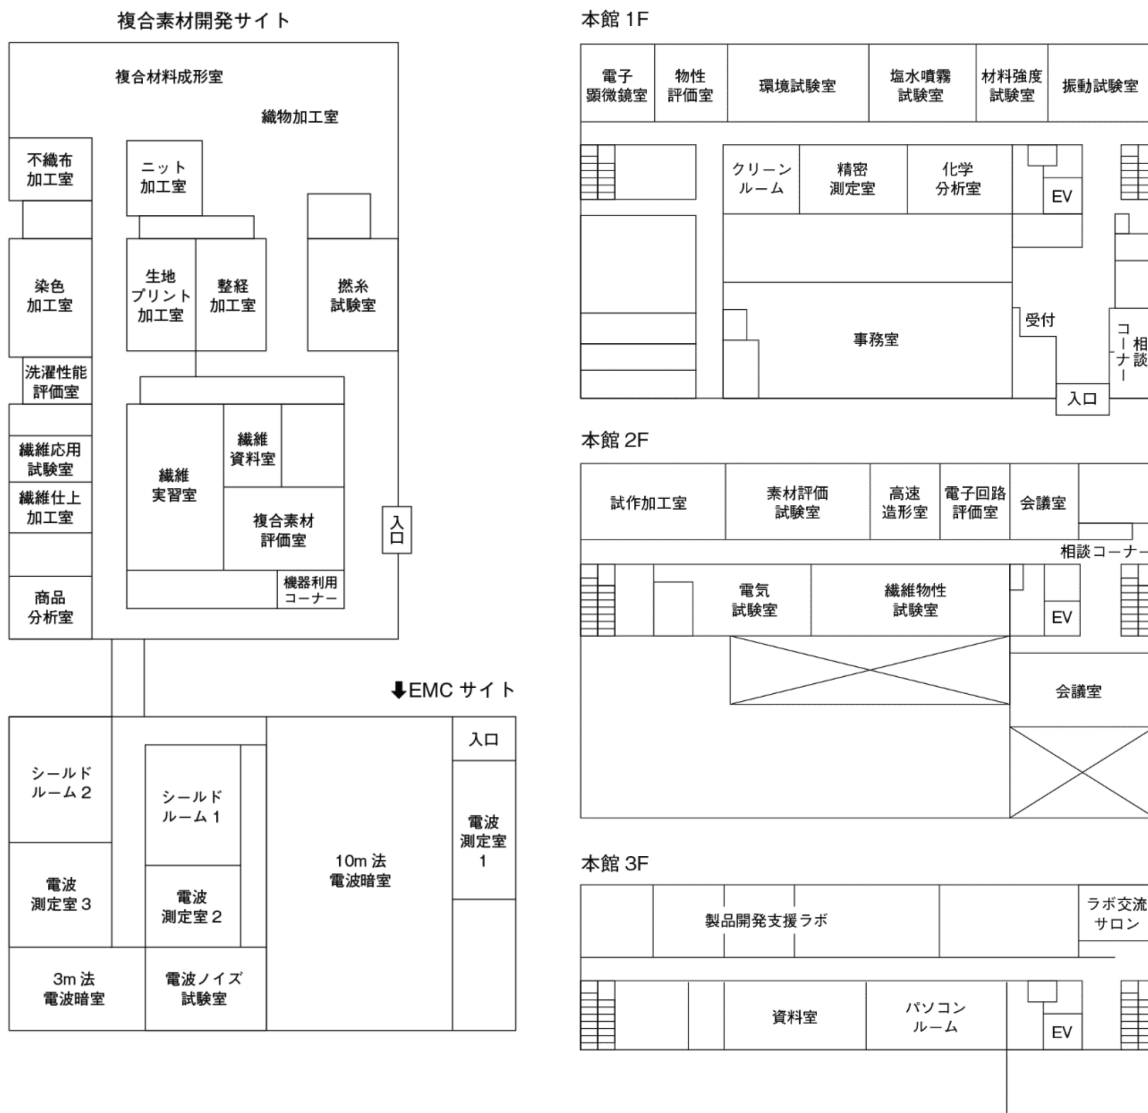 複合素材開発サイト
複合材料成形室
織物加工室
不織布
加工室
ニット
加工室
染色
加工室
生地
プリント
加工室
整経
加工室
撚糸
試験室
洗濯性能
評価室
繊維応用
試験室
繊維仕上
加工室
商品
分析室
繊維
実習室
繊維
資料室
複合素材
評価室
機器利用
コーナー
入口
⬇EMC サイト
シールド
ルーム 2
シールド
ルーム 1
電波
測定室 3
電波
測定室 2
3m 法
電波暗室
電波ノイズ
試験室
10m 法
電波暗室
入口
電波
測定室
1
本館 1F
電子
顕微鏡室
物性
評価室
環境試験室
塩水噴霧
試験室
材料強度
試験室
振動試験室
クリーン
ルーム
精密
測定室
化学
分析室
EV
事務室
受付
相談
コーナー
入口
本館 2F
試作加工室
素材評価
試験室
高速
造形室
電子回路
評価室
会議室
相談コーナー
電気
試験室
繊維物性
試験室
EV
会議室
本館 3F
製品開発支援ラボ
ラボ交流
サロン
資料室
パソコン
ルーム
EV